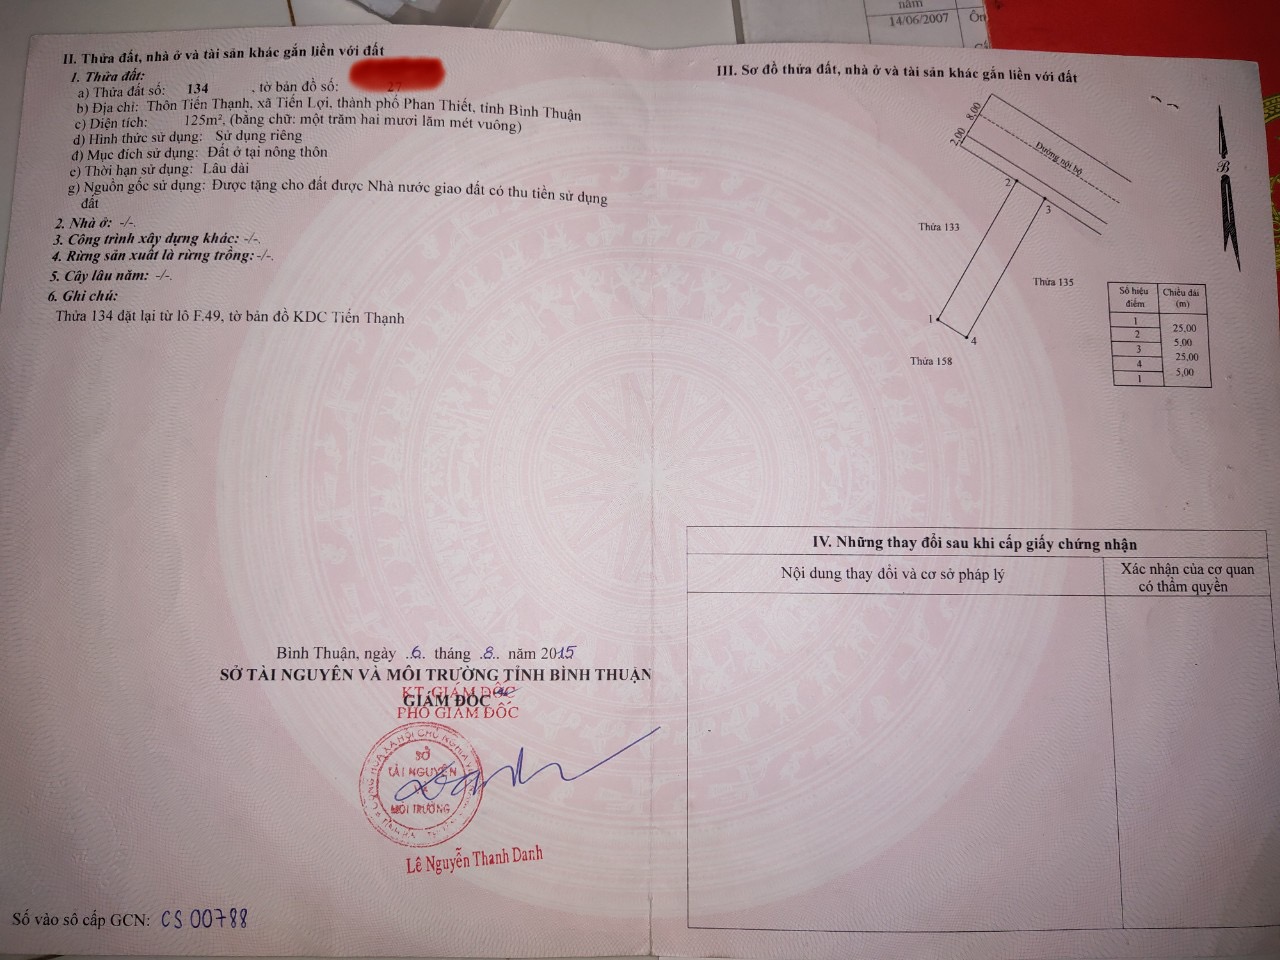 năm
14/06/2007
Ôn
II. Thửa đất, nhà ở và tài sản khác gắn liền với đất
1. Thửa đất:
a) Thửa đất số: 134 , tờ bản đồ số: 27
b) Địa chỉ: Thôn Tiến Thạnh, xã Tiến Lợi, thành phố Phan Thiết, tỉnh Bình Thuận
c) Diện tích: 125m², (bằng chữ: một trăm hai mươi lăm mét vuông)
d) Hình thức sử dụng: Sử dụng riêng
đ) Mục đích sử dụng: Đất ở tại nông thôn
e) Thời hạn sử dụng: Lâu dài
g) Nguồn gốc sử dụng: Được tặng cho đất được Nhà nước giao đất có thu tiền sử dụng
đất
2. Nhà ở: -/-.
3. Công trình xây dựng khác: -/-.
4. Rừng sản xuất là rừng trồng: -/-.
5. Cây lâu năm: -/-.
6. Ghi chú:
Thửa 134 đặt lại từ lô F.49, tờ bản đồ KDC Tiến Thạnh
Bình Thuận, ngày .6. tháng .8.. năm 2015
SỞ TÀI NGUYÊN VÀ MÔI TRƯỜNG TỈNH BÌNH THUẬN
KT. GIÁM ĐỐC
GIÁM ĐỐC
PHÓ GIÁM ĐỐC
SỞ
TÀI NGUYÊN
VÀ
MÔI TRƯỜNG
Lê Nguyễn Thanh Danh
Số vào sổ cấp GCN: CS 00788
III. Sơ đồ thửa đất, nhà ở và tài sản khác gắn liền với đất
8,00
2,00
Đường nội bộ
B
2
3
Thửa 133
Thửa 135
1
4
Thửa 158
Số hiệu điểm Chiều dài (m)
1
25,00
2
5,00
3
25,00
4
5,00
1
IV. Những thay đổi sau khi cấp giấy chứng nhận
Nội dung thay đổi và cơ sở pháp lý
Xác nhận của cơ quan
có thẩm quyền